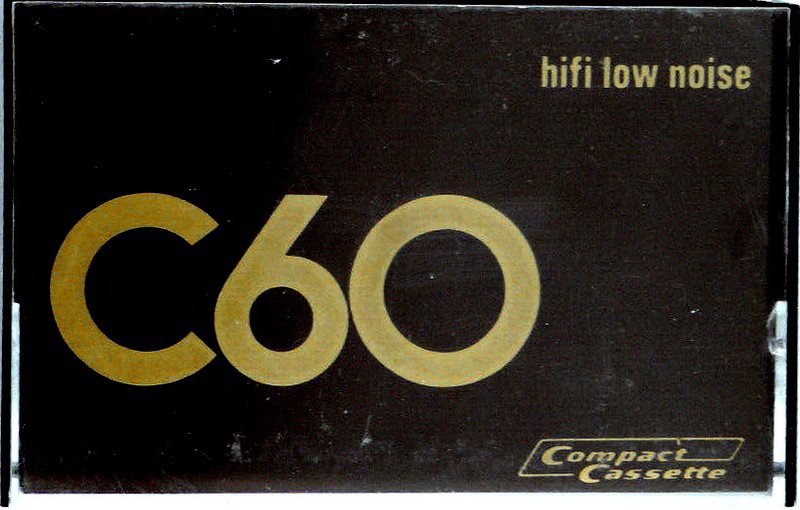 hifi low noise
C60
Compact
Cassette